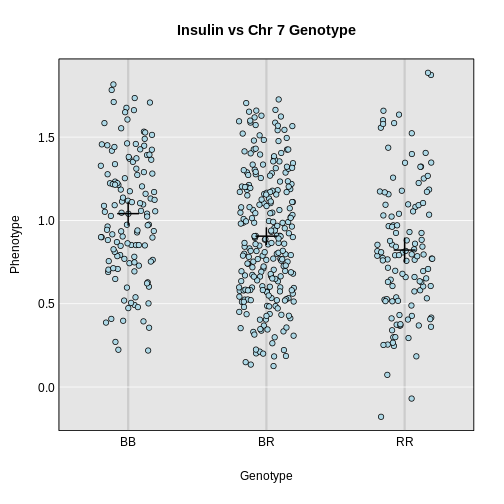 Insulin vs Chr 7 Genotype
Phenotype
1.5
1.0
0.5
0.0
BB BR RR
Genotype